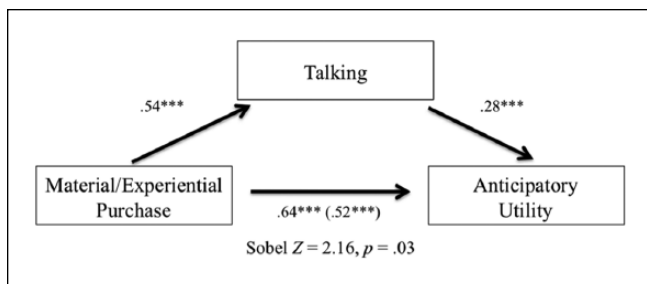 Talking
.54***
.28***
Material/Experiential
Purchase
Anticipatory
Utility
.64*** (.52***)
Sobel Z = 2.16, p = .03